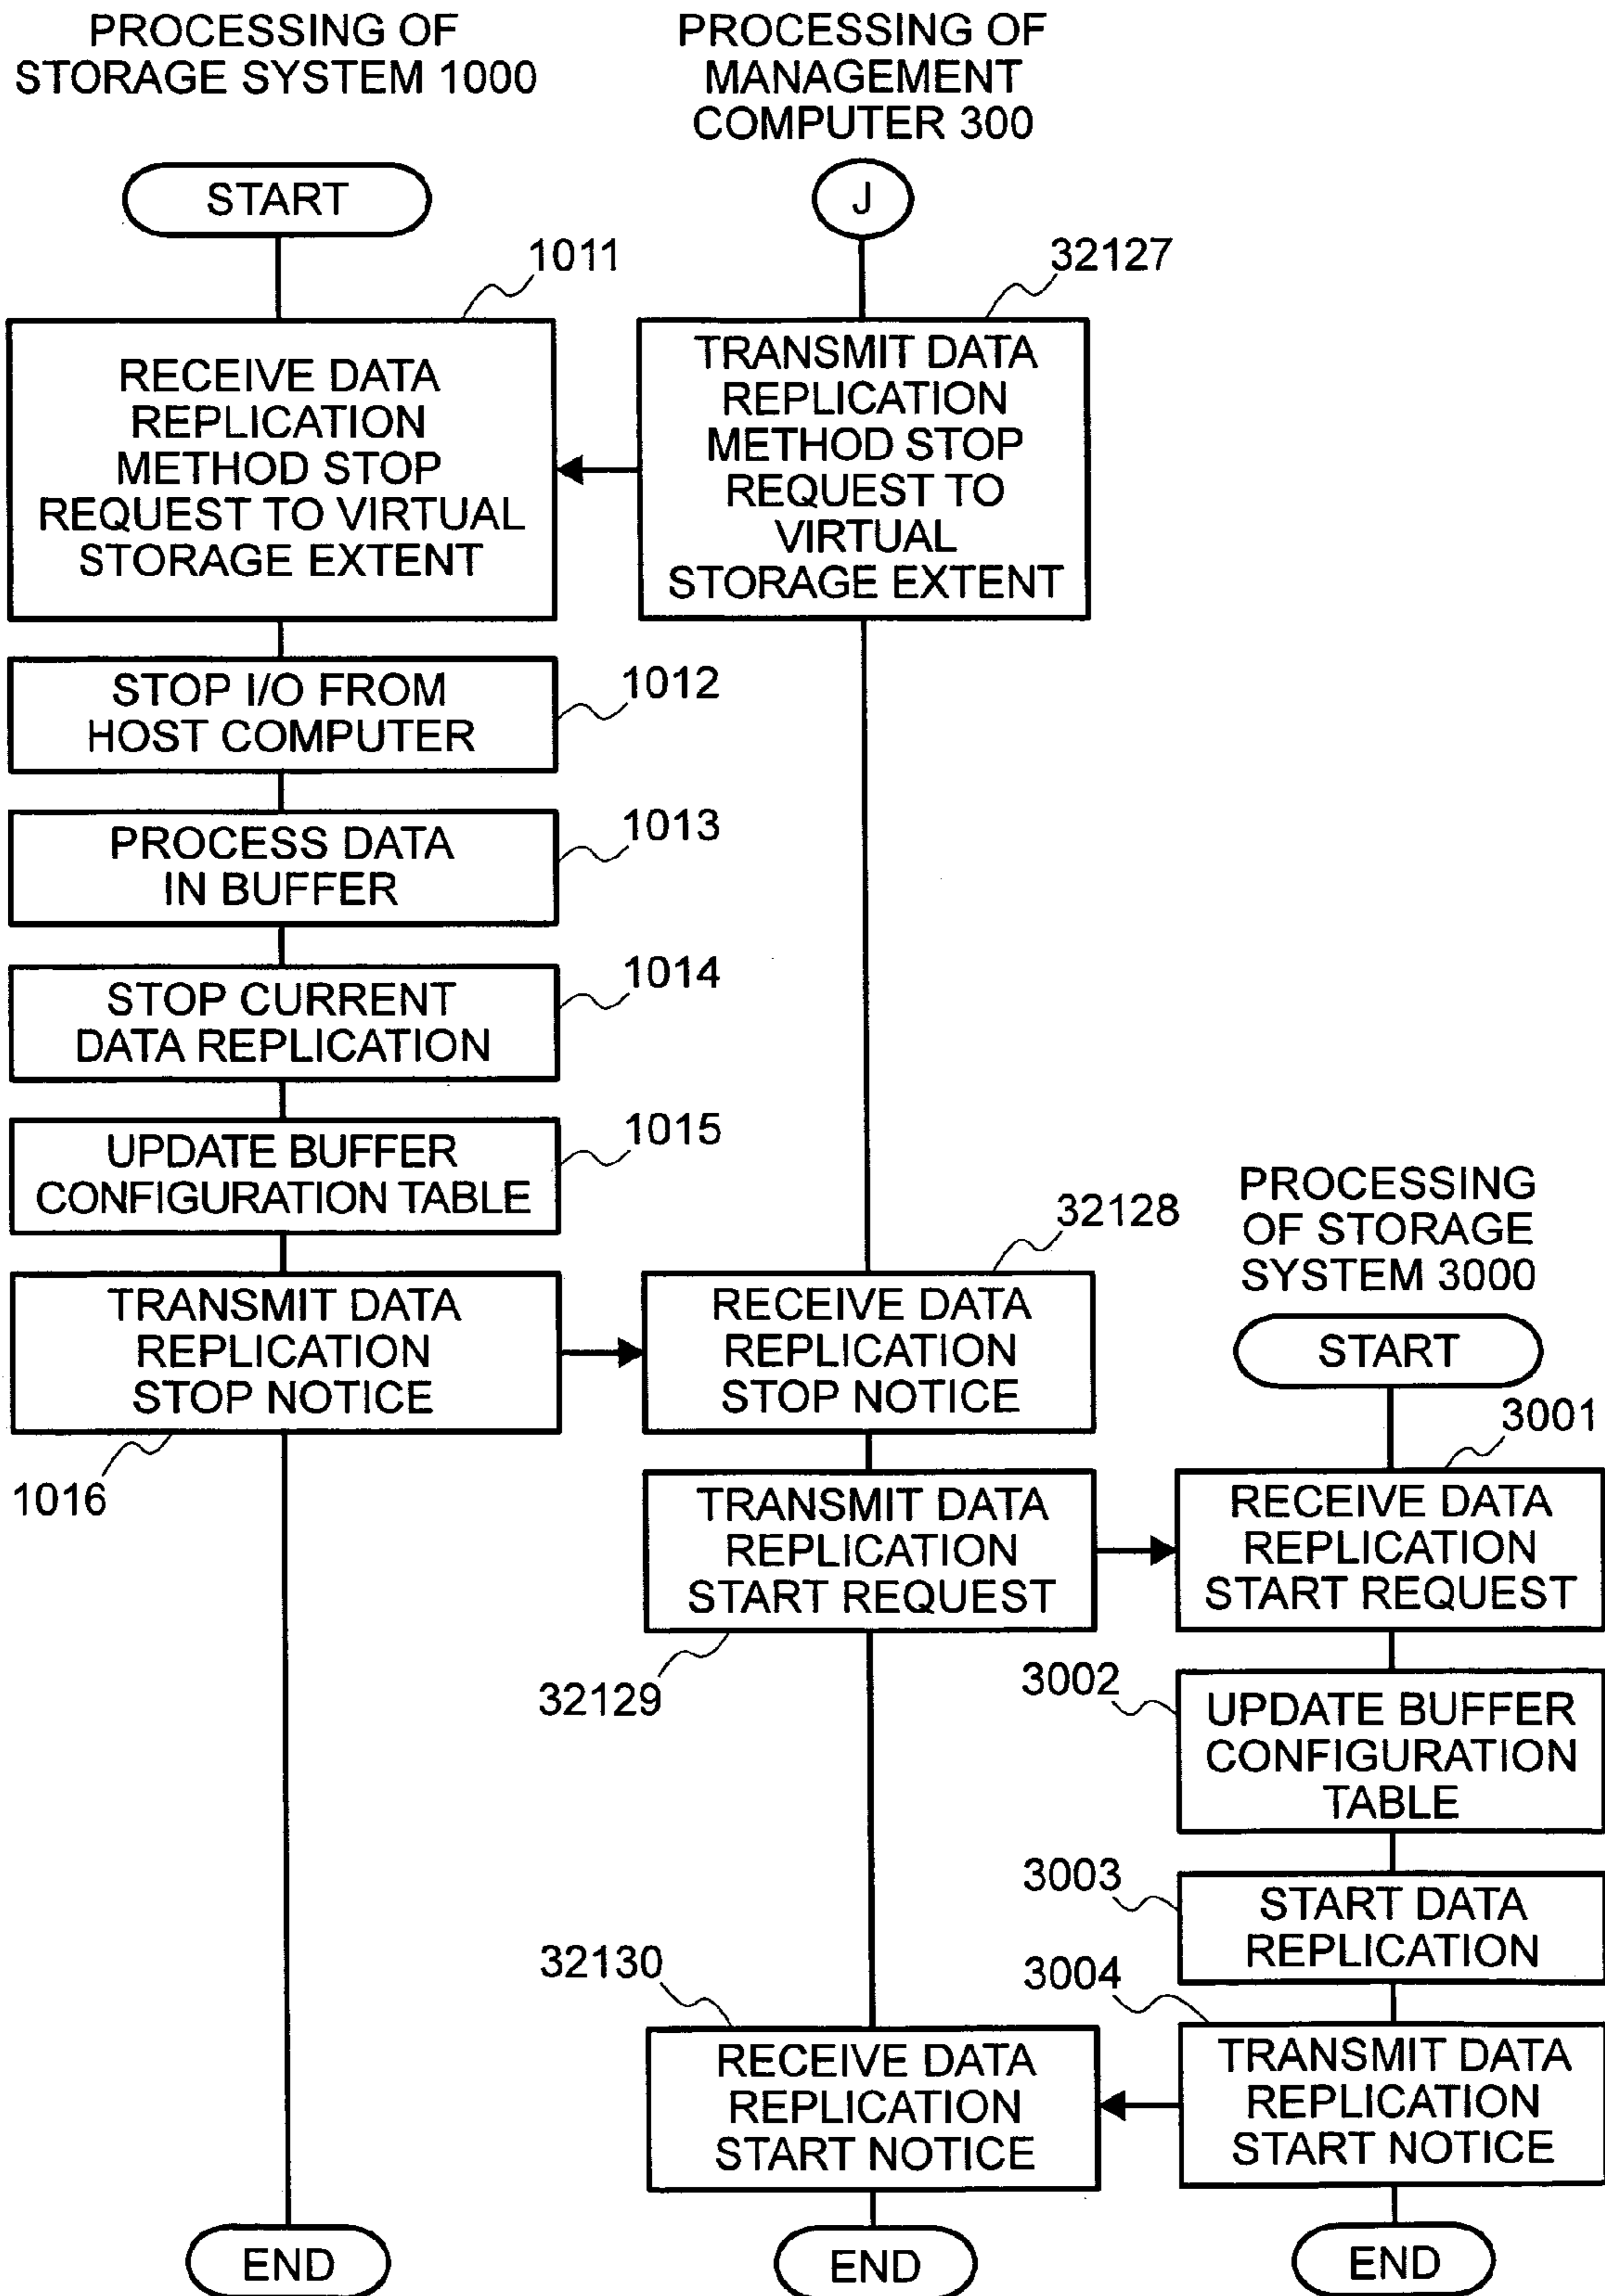 PROCESSING OF
STORAGE SYSTEM 1000
PROCESSING OF
MANAGEMENT
COMPUTER 300
START
J
1011
32127
RECEIVE DATA
REPLICATION
METHOD STOP
REQUEST TO VIRTUAL
STORAGE EXTENT
TRANSMIT DATA
REPLICATION
METHOD STOP
REQUEST TO
VIRTUAL
STORAGE EXTENT
STOP I/O FROM
HOST COMPUTER
1012
PROCESS DATA
IN BUFFER
1013
STOP CURRENT
DATA REPLICATION
1014
UPDATE BUFFER
CONFIGURATION TABLE
1015
TRANSMIT DATA
REPLICATION
STOP NOTICE
1016
32128
RECEIVE DATA
REPLICATION
STOP NOTICE
PROCESSING
OF STORAGE
SYSTEM 3000
START
3001
TRANSMIT DATA
REPLICATION
START REQUEST
32129
RECEIVE DATA
REPLICATION
START REQUEST
3002
UPDATE BUFFER
CONFIGURATION
TABLE
3003
START DATA
REPLICATION
32130
3004
RECEIVE DATA
REPLICATION
START NOTICE
TRANSMIT DATA
REPLICATION
START NOTICE
END
END
END